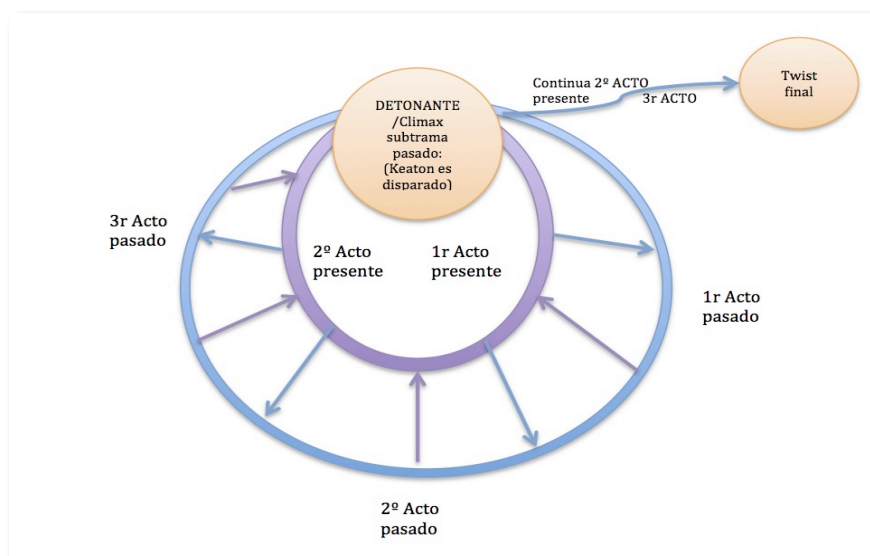 DETONANTE
/Climax
subtrama
pasado:
(Keaton es
disparado)
Continua 2º ACTO
presente
3r ACTO
Twist
final
3r Acto
pasado
2º Acto
presente
1r Acto
presente
1r Acto
pasado
2º Acto
pasado